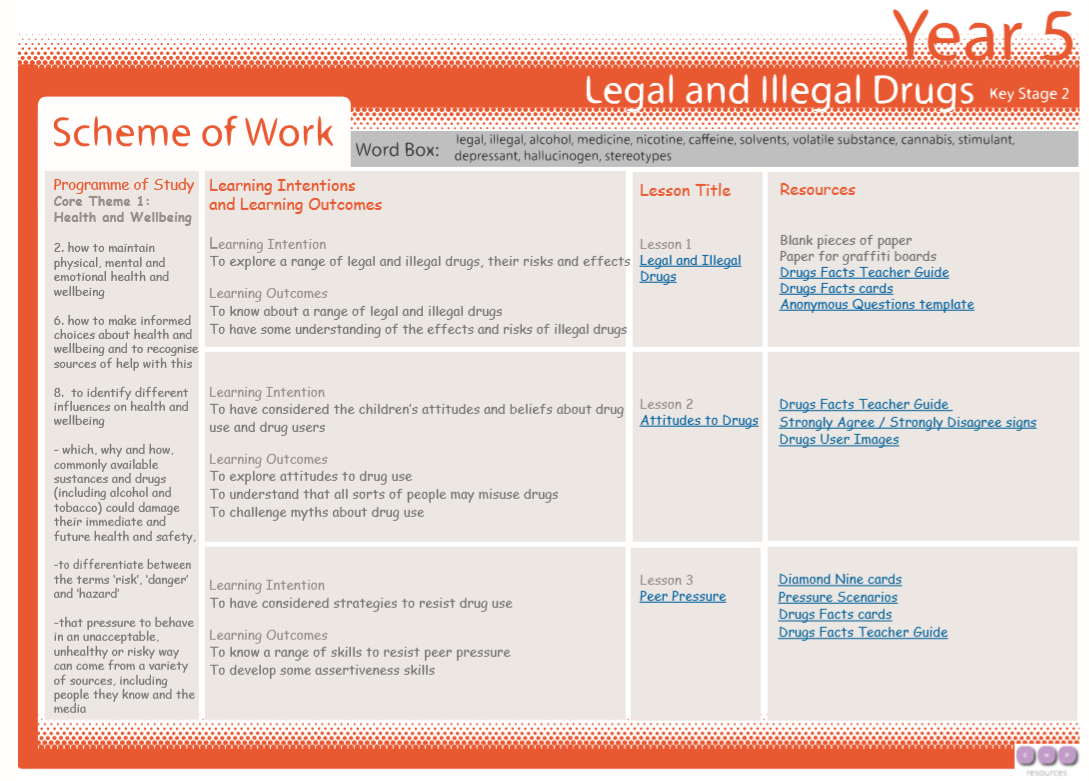 Year 5
Legal and Illegal Drugs Key Stage 2
Scheme of Work
Word Box: legal, illegal, alcohol, medicine, nicotine, caffeine, solvents, volatile substance, cannabis, stimulant,
depressant, hallucinogen, stereotypes
Programme of Study
Core Theme 1:
Health and Wellbeing
2. how to maintain
physical, mental and
emotional health and
wellbeing
6. how to make informed
choices about health and
wellbeing and to recognise
sources of help with this
8. to identify different
influences on health and
wellbeing
- which, why and how,
commonly available
sustances and drugs
(including alcohol and
tobacco) could damage
their immediate and
future health and safety,
-to differentiate between
the terms ‘risk’, ‘danger’
and ‘hazard’
-that pressure to behave
in an unacceptable,
unhealthy or risky way
can come from a variety
of sources, including
people they know and the
media
Learning Intentions
and Learning Outcomes
Lesson Title
Resources
Learning Intention
To explore a range of legal and illegal drugs, their risks and effects
Learning Outcomes
To know about a range of legal and illegal drugs
To have some understanding of the effects and risks of illegal drugs
Lesson 1
Legal and Illegal
Drugs
Blank pieces of paper
Paper for graffiti boards
Drugs Facts Teacher Guide
Drugs Facts cards
Anonymous Questions template
Learning Intention
To have considered the children’s attitudes and beliefs about drug
use and drug users
Learning Outcomes
To explore attitudes to drug use
To understand that all sorts of people may misuse drugs
To challenge myths about drug use
Lesson 2
Attitudes to Drugs
Drugs Facts Teacher Guide
Strongly Agree / Strongly Disagree signs
Drugs User Images
Learning Intention
To have considered strategies to resist drug use
Learning Outcomes
To know a range of skills to resist peer pressure
To develop some assertiveness skills
Lesson 3
Peer Pressure
Diamond Nine cards
Pressure Scenarios
Drugs Facts cards
Drugs Facts Teacher Guide
resources